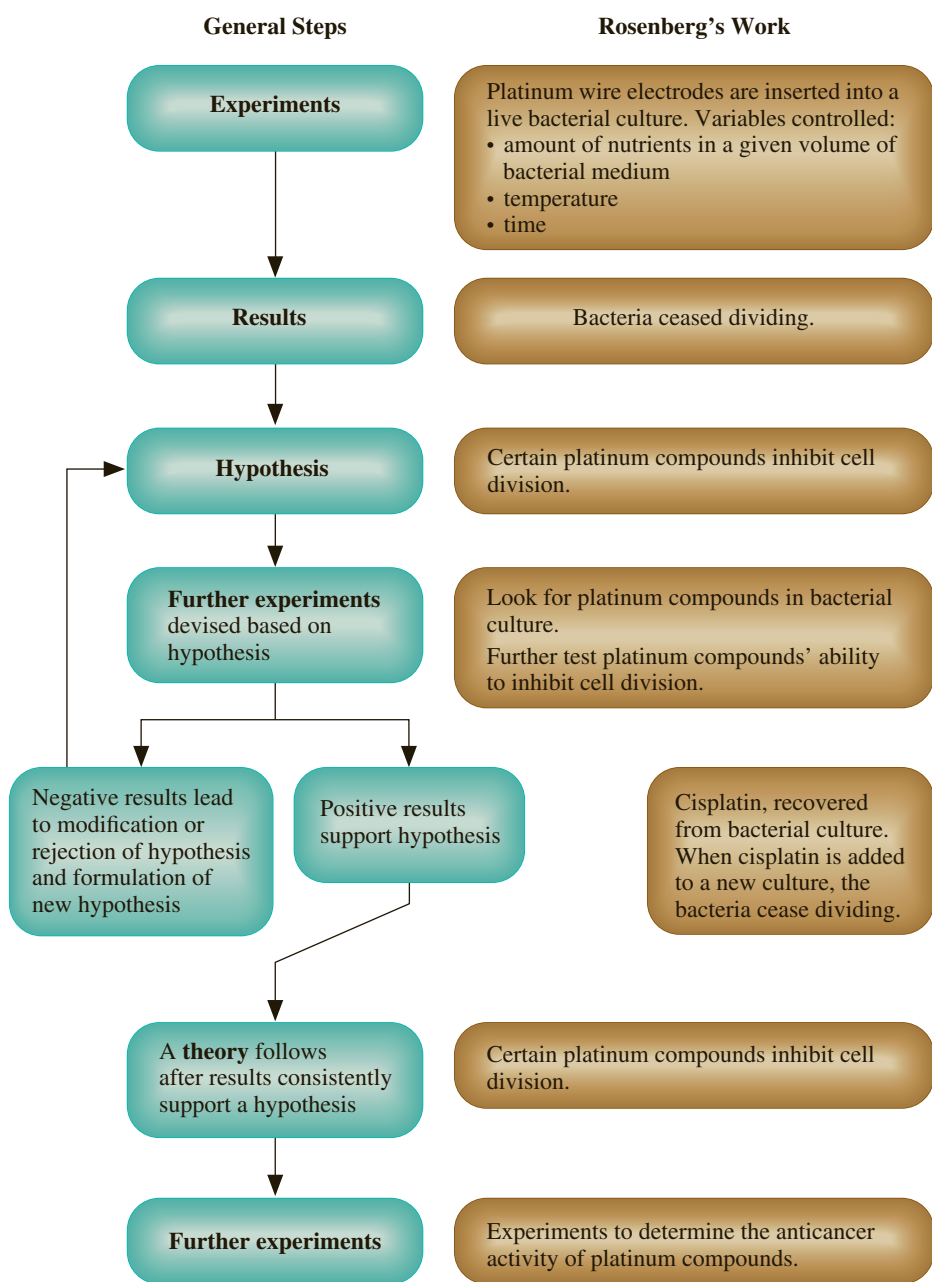 General Steps
Rosenberg's Work
Experiments
Platinum wire electrodes are inserted into a
live bacterial culture. Variables controlled:
• amount of nutrients in a given volume of
bacterial medium
• temperature
• time
Results
Bacteria ceased dividing.
Hypothesis
Certain platinum compounds inhibit cell
division.
Further experiments
devised based on
hypothesis
Look for platinum compounds in bacterial
culture.
Further test platinum compounds' ability
to inhibit cell division.
Negative results lead
to modification or
rejection of hypothesis
and formulation of
new hypothesis
Positive results
support hypothesis
Cisplatin, recovered
from bacterial culture.
When cisplatin is added
to a new culture, the
bacteria cease dividing.
A theory follows
after results consistently
support a hypothesis
Certain platinum compounds inhibit cell
division.
Further experiments
Experiments to determine the anticancer
activity of platinum compounds.